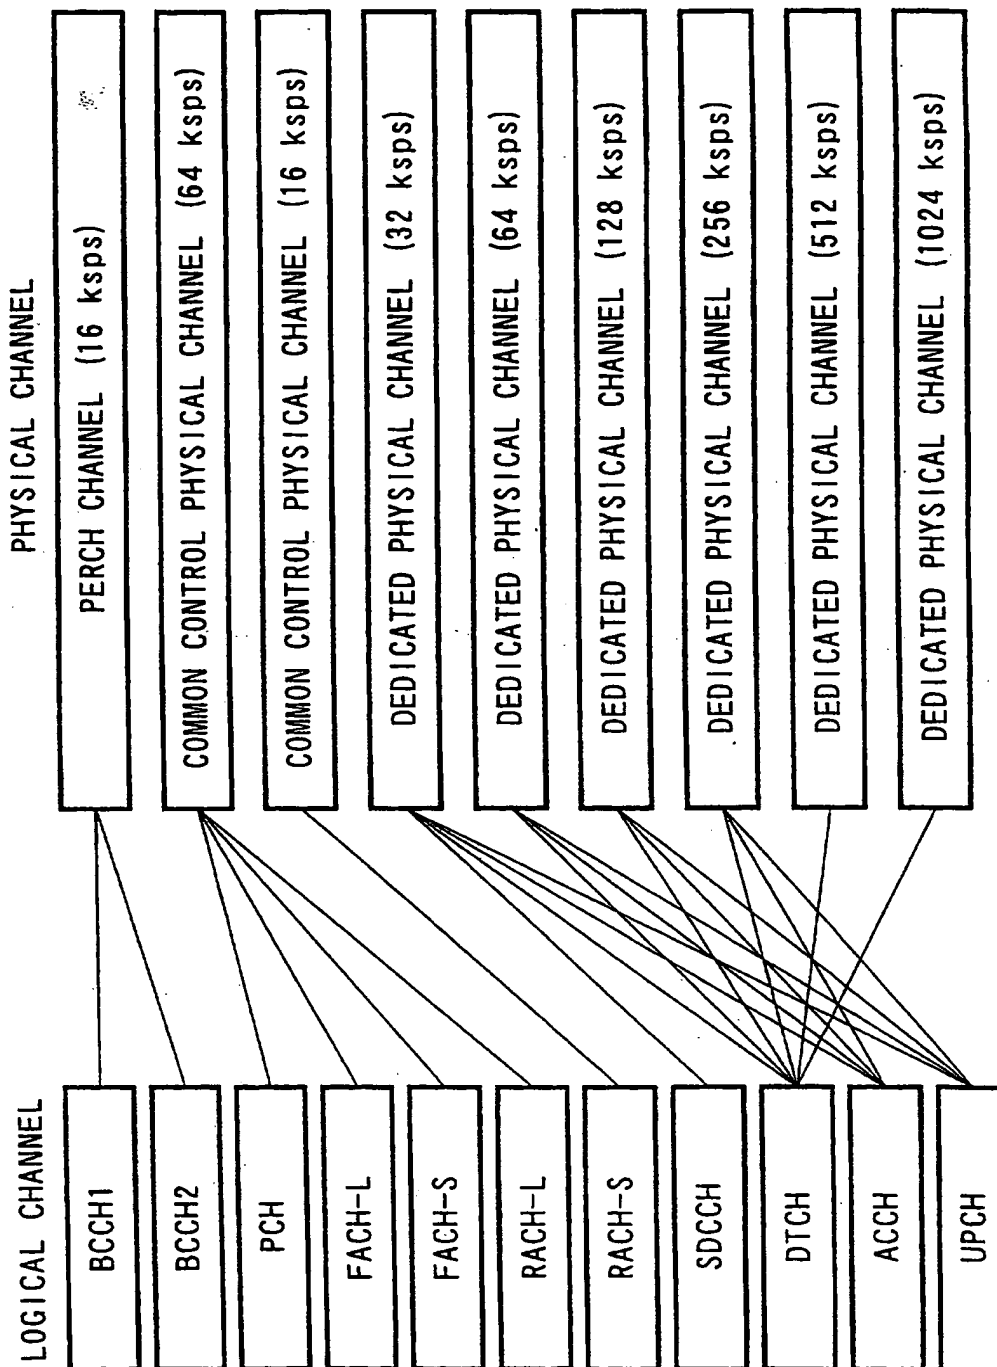 LOGICAL CHANNEL
BCCH1
BCCH2
PCH
FACH-L
FACH-S
RACH-L
RACH-S
SDCCH
DTCH
ACCH
UPCH
PHYSICAL CHANNEL
PERCH CHANNEL (16 ksps)
COMMON CONTROL PHYSICAL CHANNEL (64 ksps)
COMMON CONTROL PHYSICAL CHANNEL (16 ksps)
DEDICATED PHYSICAL CHANNEL (32 ksps)
DEDICATED PHYSICAL CHANNEL (64 ksps)
DEDICATED PHYSICAL CHANNEL (128 ksps)
DEDICATED PHYSICAL CHANNEL (256 ksps)
DEDICATED PHYSICAL CHANNEL (512 ksps)
DEDICATED PHYSICAL CHANNEL (1024 ksps)